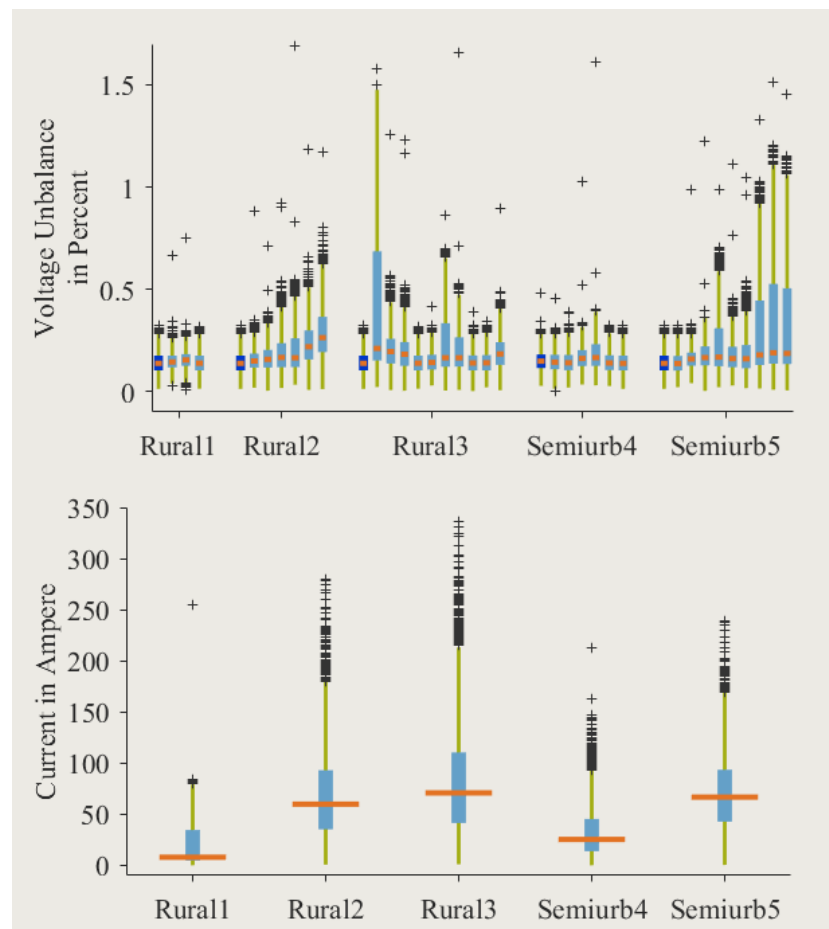 Voltage Unbalance
in Percent
1.5
1
0.5
0
Rural1 Rural2 Rural3 Semiurb4 Semiurb5
Current in Ampere
350
300
250
200
150
100
50
0
Rural1 Rural2 Rural3 Semiurb4 Semiurb5